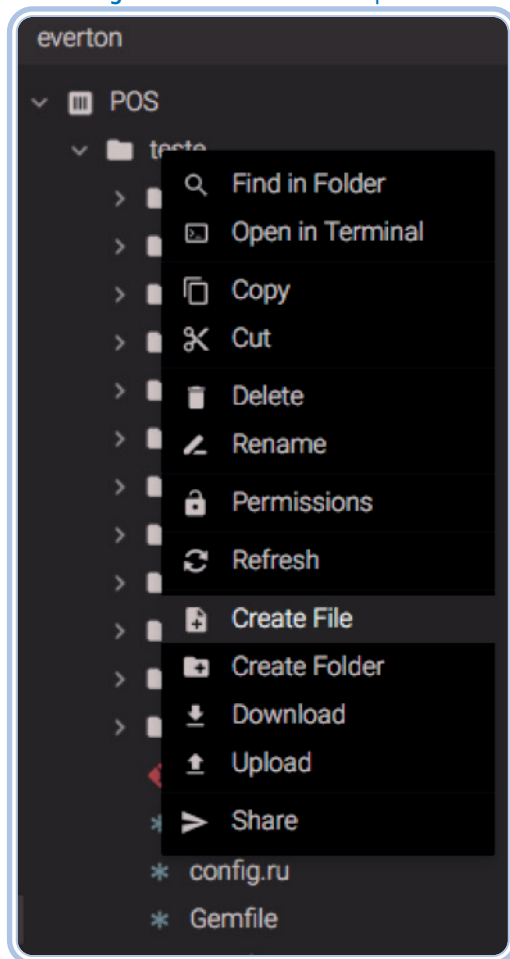 everton
POS
teste
Find in Folder
Open in Terminal
Copy
Cut
Delete
Rename
Permissions
Refresh
Create File
Create Folder
Download
Upload
Share
config.ru
Gemfile